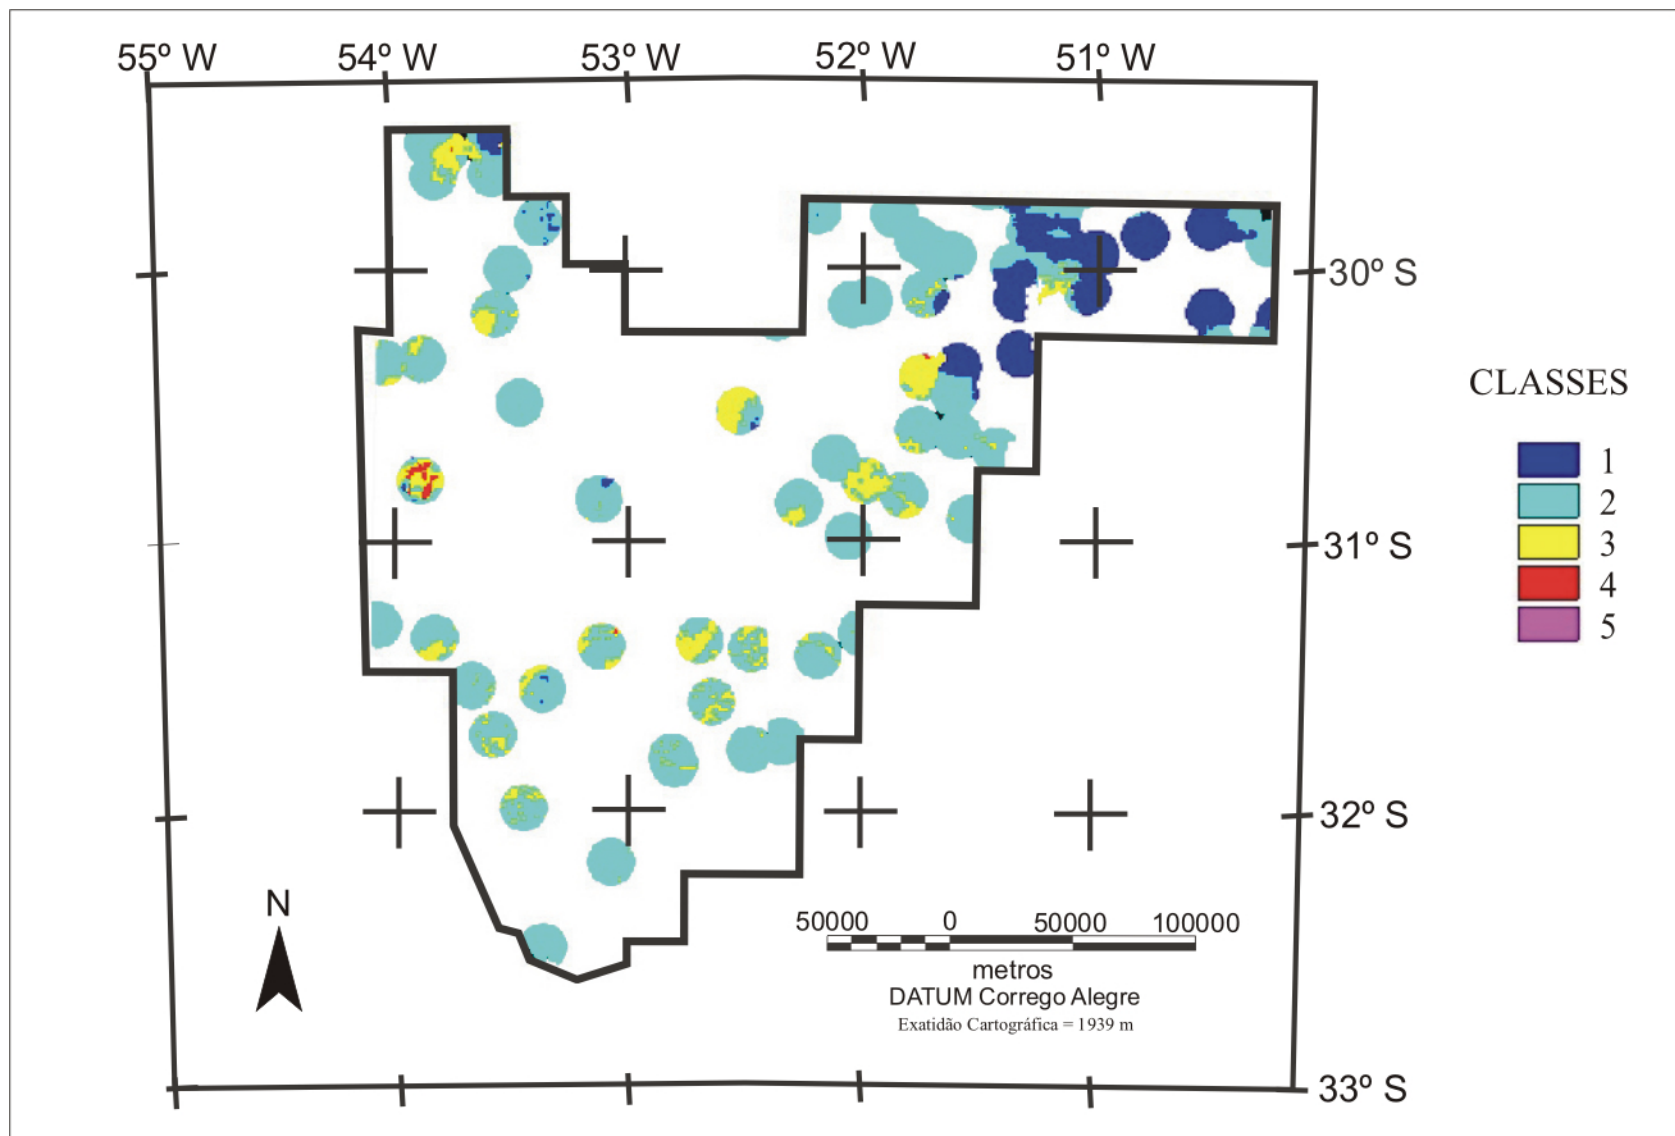 55º W 54º W 53º W 52º W 51º W
30º S
CLASSES
1
2
3
4
5
31º S
32º S
N
50000 0 50000 100000
metros
DATUM Corrego Alegre
Exatidão Cartográfica = 1939 m
33º S